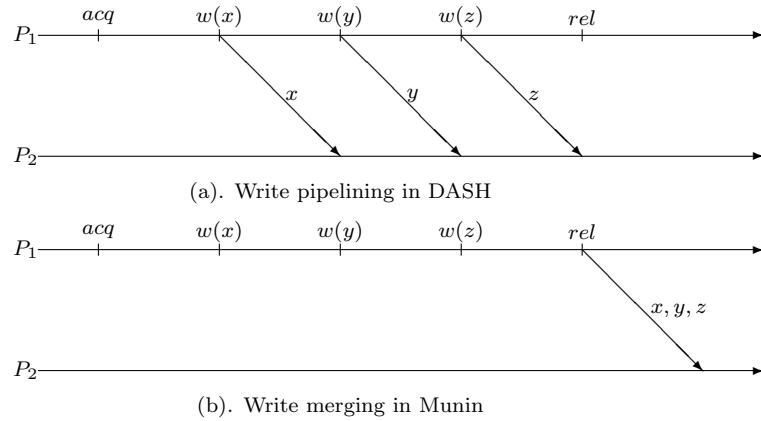 acq w(x) w(y) w(z) rel
P₁
x y z
P₂
(a). Write pipelining in DASH
acq w(x) w(y) w(z) rel
P₁
x, y, z
P₂
(b). Write merging in Munin